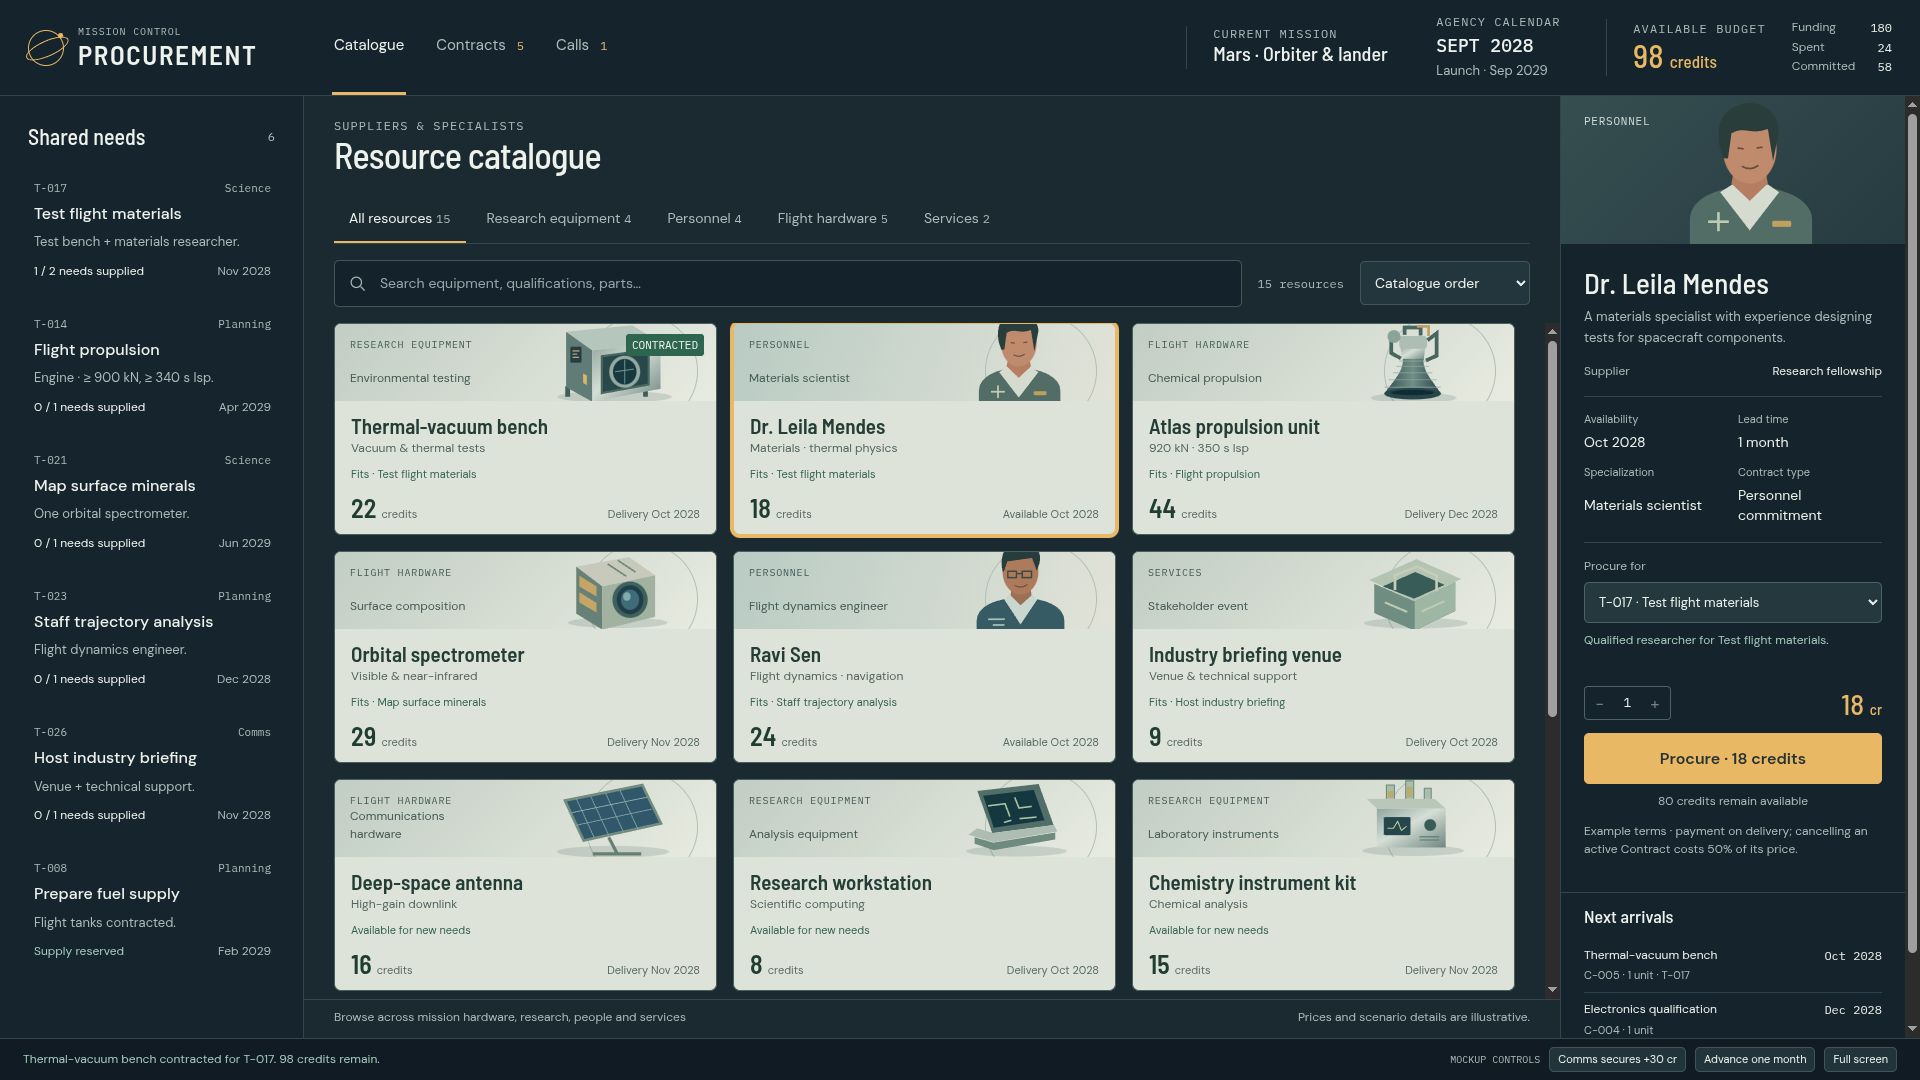 MISSION CONTROL
PROCUREMENT
Catalogue
Contracts 5
Calls 1
CURRENT MISSION
Mars · Orbiter & lander
AGENCY CALENDAR
SEPT 2028
Launch · Sep 2029
AVAILABLE BUDGET
98 credits
Funding 180
Spent 24
Committed 58
Shared needs 6
T-017 Science
Test flight materials
Test bench + materials researcher.
1 / 2 needs supplied Nov 2028
T-014 Planning
Flight propulsion
Engine · ≥ 900 kN, ≥ 340 s Isp.
0 / 1 needs supplied Apr 2029
T-021 Science
Map surface minerals
One orbital spectrometer.
0 / 1 needs supplied Jun 2029
T-023 Planning
Staff trajectory analysis
Flight dynamics engineer.
0 / 1 needs supplied Dec 2028
T-026 Comms
Host industry briefing
Venue + technical support.
0 / 1 needs supplied Nov 2028
T-008 Planning
Prepare fuel supply
Flight tanks contracted.
Supply reserved Feb 2029
SUPPLIERS & SPECIALISTS
Resource catalogue
All resources 15
Research equipment 4
Personnel 4
Flight hardware 5
Services 2
Search equipment, qualifications, parts...
15 resources
Catalogue order
RESEARCH EQUIPMENT
CONTRACTED
Environmental testing
Thermal-vacuum bench
Vacuum & thermal tests
Fits · Test flight materials
22 credits Delivery Oct 2028
PERSONNEL
Materials scientist
Dr. Leila Mendes
Materials · thermal physics
Fits · Test flight materials
18 credits Available Oct 2028
FLIGHT HARDWARE
Chemical propulsion
Atlas propulsion unit
920 kN · 350 s Isp
Fits · Flight propulsion
44 credits Delivery Dec 2028
FLIGHT HARDWARE
Surface composition
Orbital spectrometer
Visible & near-infrared
Fits · Map surface minerals
29 credits Delivery Nov 2028
PERSONNEL
Flight dynamics engineer
Ravi Sen
Flight dynamics · navigation
Fits · Staff trajectory analysis
24 credits Available Oct 2028
SERVICES
Stakeholder event
Industry briefing venue
Venue & technical support
Fits · Host industry briefing
9 credits Delivery Oct 2028
FLIGHT HARDWARE
Communications
hardware
Deep-space antenna
High-gain downlink
Available for new needs
16 credits Delivery Nov 2028
RESEARCH EQUIPMENT
Analysis equipment
Research workstation
Scientific computing
Available for new needs
8 credits Delivery Oct 2028
RESEARCH EQUIPMENT
Laboratory instruments
Chemistry instrument kit
Chemical analysis
Available for new needs
15 credits Delivery Nov 2028
Browse across mission hardware, research, people and services
Prices and scenario details are illustrative.
PERSONNEL
Dr. Leila Mendes
A materials specialist with experience designing
tests for spacecraft components.
Supplier Research fellowship
Availability Lead time
Oct 2028 1 month
Specialization Contract type
Materials scientist Personnel
commitment
Procure for
T-017 · Test flight materials
Qualified researcher for Test flight materials.
− 1 +
18 cr
Procure · 18 credits
80 credits remain available
Example terms · payment on delivery; cancelling an
active Contract costs 50% of its price.
Next arrivals
Thermal-vacuum bench Oct 2028
C-005 · 1 unit · T-017
Electronics qualification Dec 2028
C-004 · 1 unit
Thermal-vacuum bench contracted for T-017. 98 credits remain.
MOCKUP CONTROLS
Comms secures +30 cr
Advance one month
Full screen